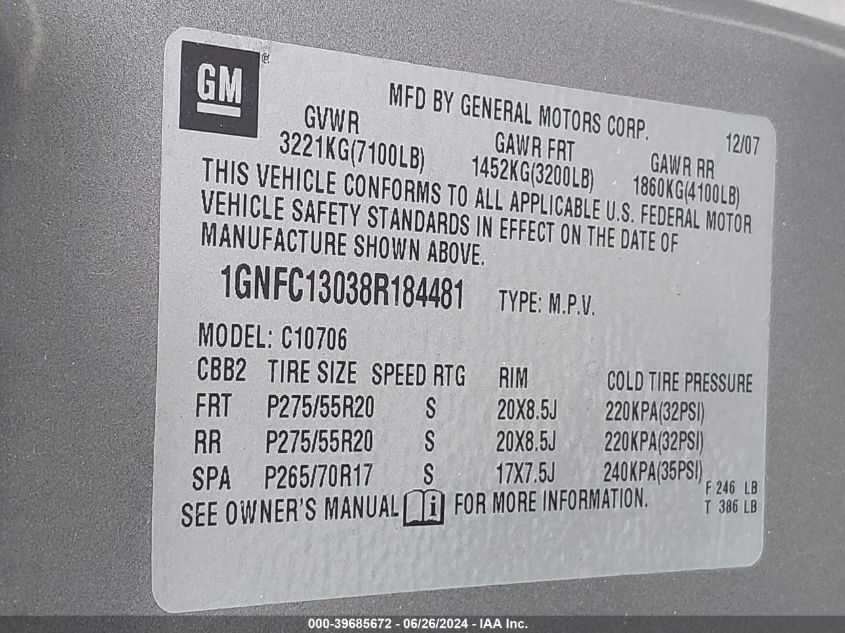 GM®
MFD BY GENERAL MOTORS CORP.
12/07
GVWR GAWR FRT GAWR RR
3221KG(7100LB) 1452KG(3200LB) 1860KG(4100LB)
THIS VEHICLE CONFORMS TO ALL APPLICABLE U.S. FEDERAL MOTOR
VEHICLE SAFETY STANDARDS IN EFFECT ON THE DATE OF
MANUFACTURE SHOWN ABOVE.
1GNFC13038R184481 TYPE: M.P.V.
MODEL: C10706
CBB2 TIRE SIZE SPEED RTG RIM COLD TIRE PRESSURE
FRT P275/55R20 S 20X8.5J 220KPA(32PSI)
RR P275/55R20 S 20X8.5J 220KPA(32PSI)
SPA P265/70R17 S 17X7.5J 240KPA(35PSI)
SEE OWNER'S MANUAL i FOR MORE INFORMATION.
F 246 LB
T 386 LB
000-39685672 - 06/26/2024 - IAA Inc.